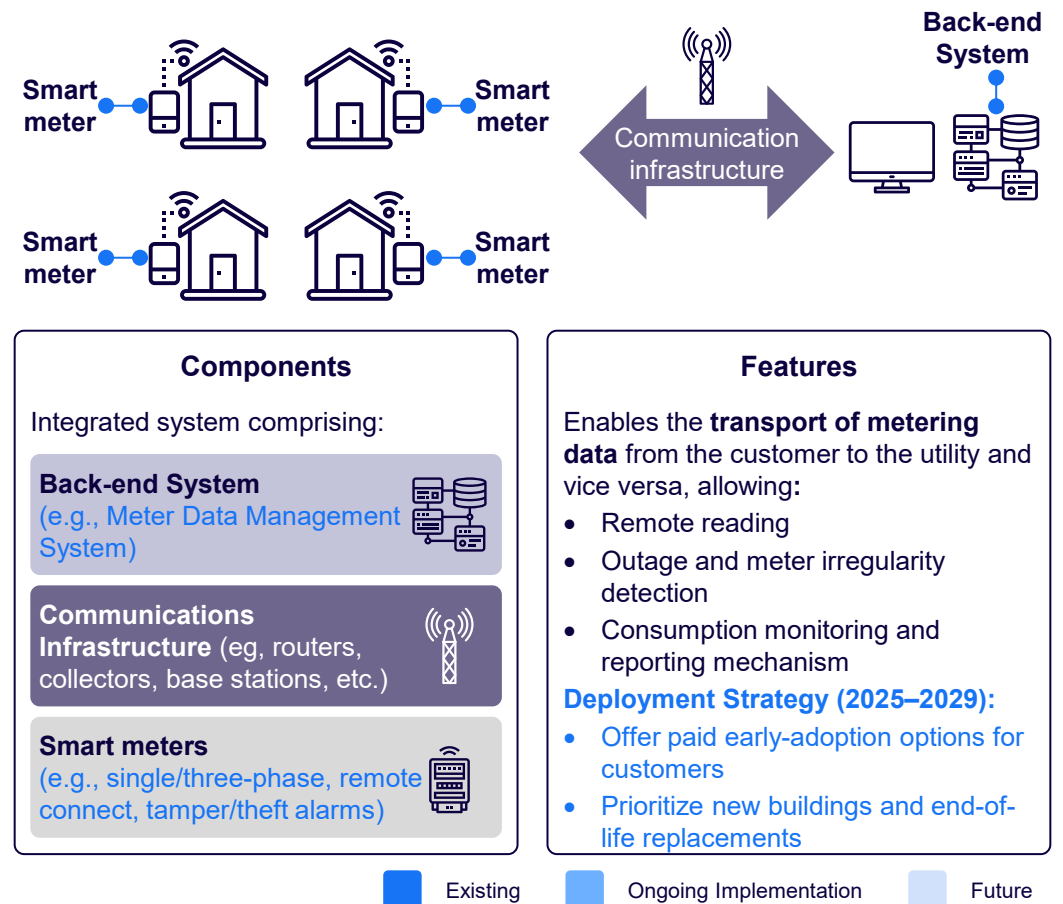 Smart
meter
Smart
meter
Smart
meter
Smart
meter
Communication
infrastructure
Back-end
System
Components
Integrated system comprising:
Back-end System
(e.g., Meter Data Management
System)
Communications
Infrastructure (eg, routers,
collectors, base stations, etc.)
Smart meters
(e.g., single/three-phase, remote
connect, tamper/theft alarms)
Features
Enables the transport of metering
data from the customer to the utility and
vice versa, allowing:
• Remote reading
• Outage and meter irregularity
detection
• Consumption monitoring and
reporting mechanism
Deployment Strategy (2025–2029):
• Offer paid early-adoption options for
customers
• Prioritize new buildings and end-of-
life replacements
Existing
Ongoing Implementation
Future